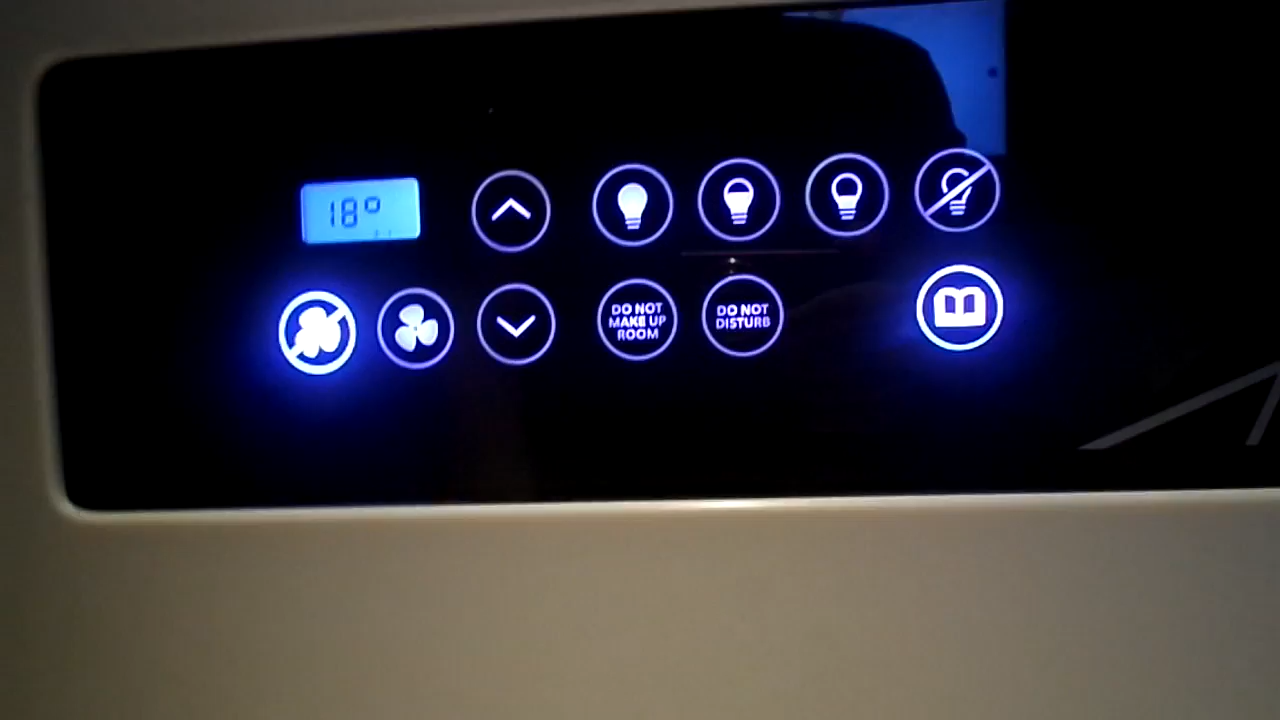 18°
DO NOT
MAKE UP
ROOM
DO NOT
DISTURB